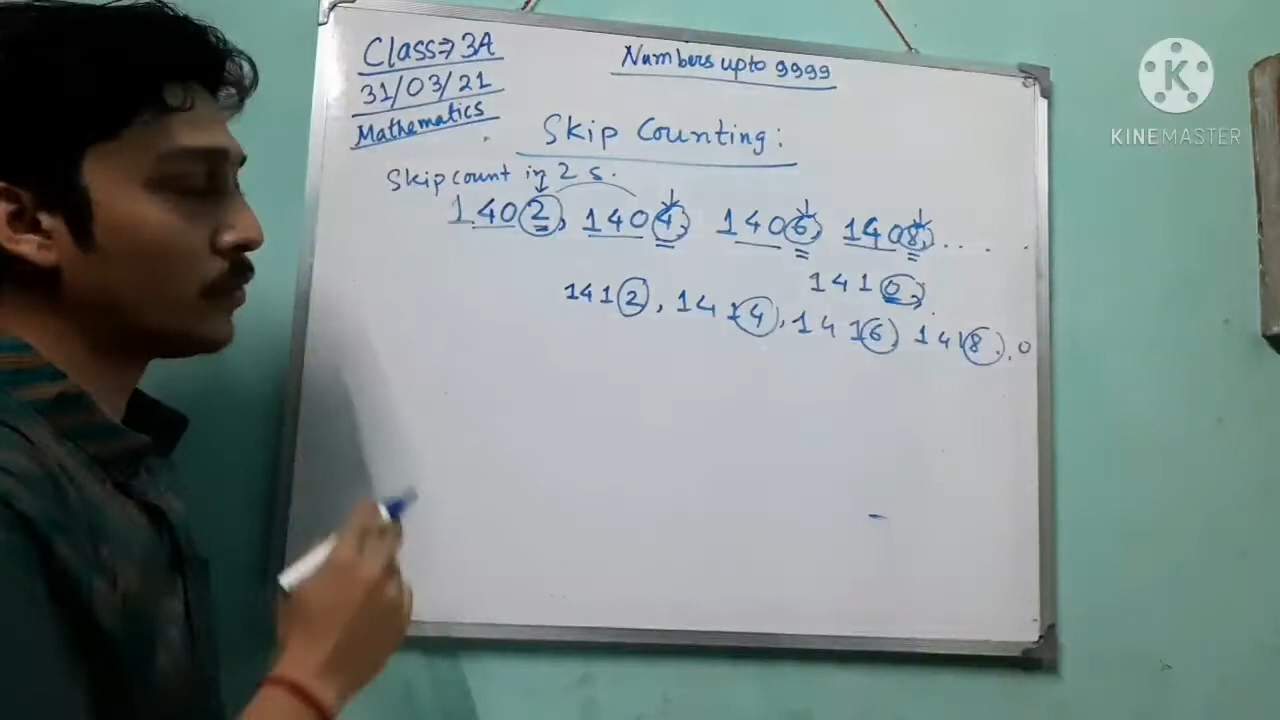 Class⇒3A
31/03/21
Mathematics
Numbers upto 9999
Skip Counting:
Skip count in 2 s.
1402, 1404, 1406, 1408, .... .
1410,
1412, 1414, 1416 1418, 0
KINEMASTER